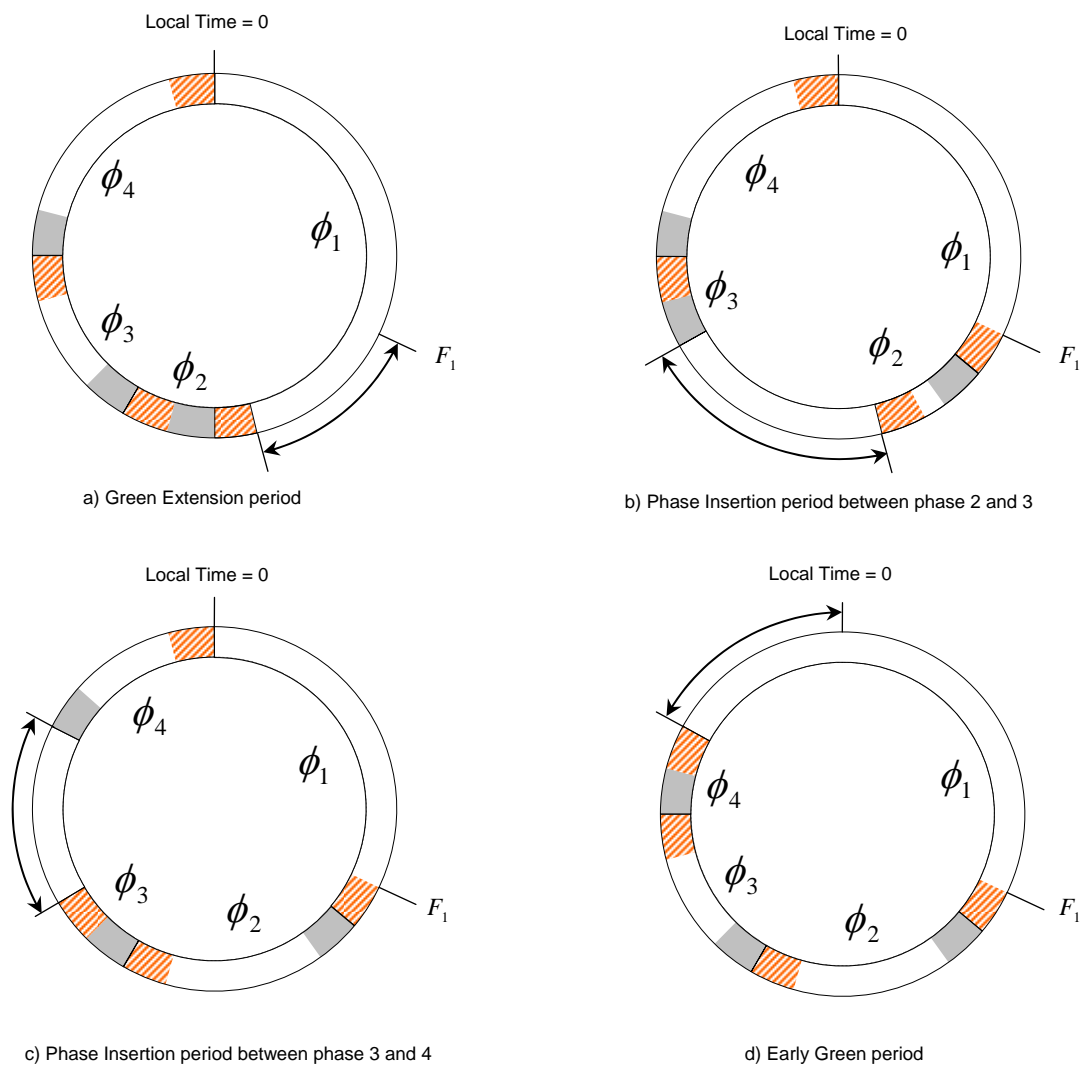 Local Time = 0
ϕ4
ϕ1
ϕ3
ϕ2
F1
a) Green Extension period
Local Time = 0
ϕ4
ϕ1
ϕ3
ϕ2
F1
b) Phase Insertion period between phase 2 and 3
Local Time = 0
ϕ4
ϕ1
ϕ3
ϕ2
F1
c) Phase Insertion period between phase 3 and 4
Local Time = 0
ϕ4
ϕ1
ϕ3
ϕ2
F1
d) Early Green period